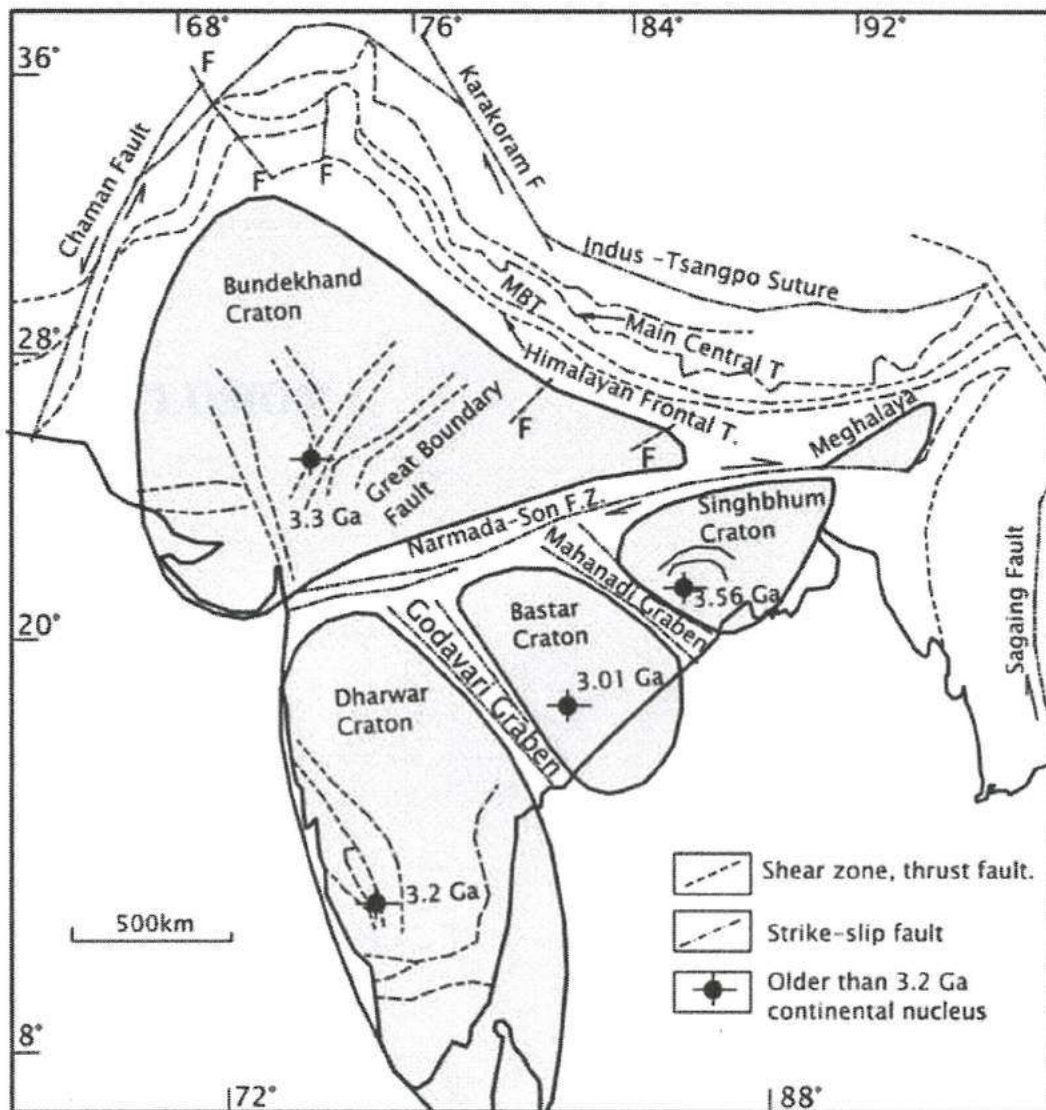 68°
76
84
92
36°
F
Karakoram F
Chaman Fault
F
F
Indus -Tsangpo Suture
Bundekhand
Craton
MBT
Main Central T
28°
Himalayan Frontal T.
Great Boundary
Fault
F
F
Meghalaya
3.3 Ga
Narmada-Son F.Z.
Singhbhum
Craton
Mahanadi Graben
3.56 Ga
20°
Godavari Graben
Bastar
Craton
3.01 Ga
Sagaing Fault
Dharwar
Craton
3.2 Ga
500km
Shear zone, thrust fault.
Strike-slip fault
Older than 3.2 Ga
continental nucleus
8°
72°
88°